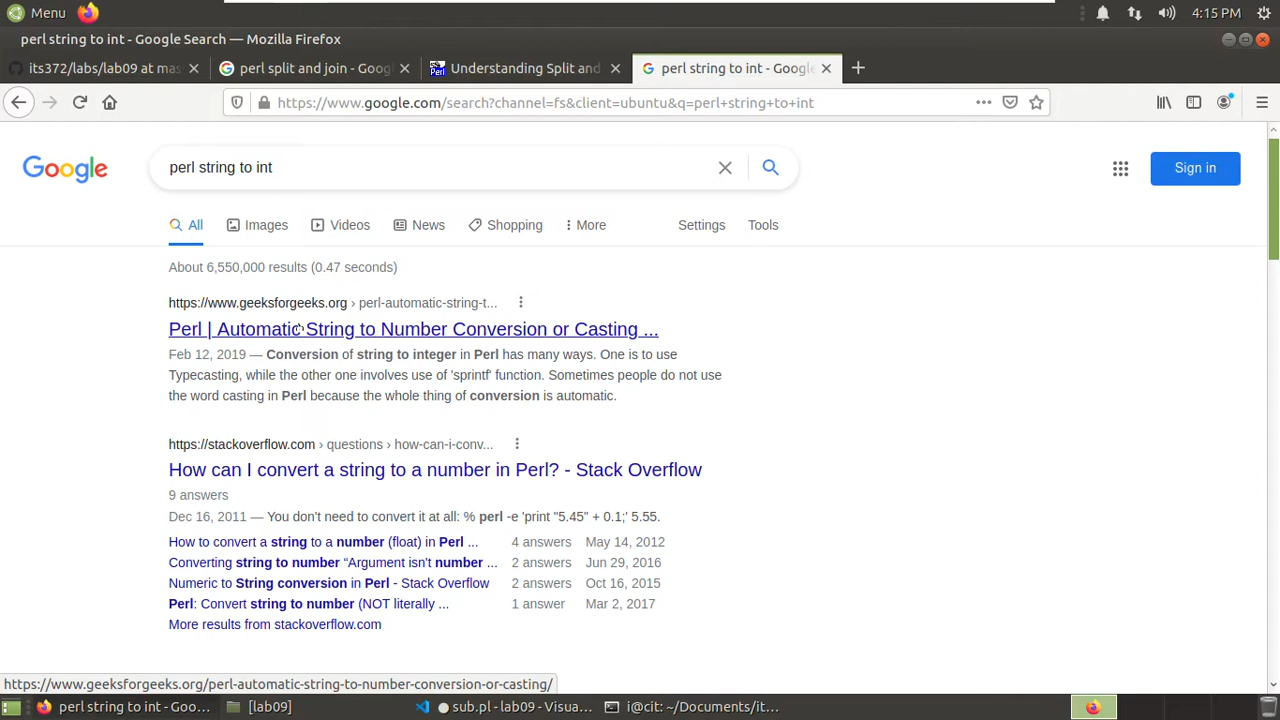 Menu
4:15 PM
perl string to int - Google Search — Mozilla Firefox
its372/labs/lab09 at mas
perl split and join - Goog
Perl
Understanding Split and
perl string to int - Google
https://www.google.com/search?channel=fs&client=ubuntu&q=perl+string+to+int
Google
perl string to int
Sign in
All
Images
Videos
News
Shopping
More
Settings
Tools
About 6,550,000 results (0.47 seconds)
https://www.geeksforgeeks.org › perl-automatic-string-t...
Perl | Automatic String to Number Conversion or Casting ...
Feb 12, 2019 — Conversion of string to integer in Perl has many ways. One is to use
Typecasting, while the other one involves use of 'sprintf' function. Sometimes people do not use
the word casting in Perl because the whole thing of conversion is automatic.
https://stackoverflow.com › questions › how-can-i-conv...
How can I convert a string to a number in Perl? - Stack Overflow
9 answers
Dec 16, 2011 — You don't need to convert it at all: % perl -e 'print "5.45" + 0.1;' 5.55.
How to convert a string to a number (float) in Perl ... 4 answers May 14, 2012
Converting string to number “Argument isn't number ... 2 answers Jun 29, 2016
Numeric to String conversion in Perl - Stack Overflow 2 answers Oct 16, 2015
Perl: Convert string to number (NOT literally ... 1 answer Mar 2, 2017
More results from stackoverflow.com
https://www.geeksforgeeks.org/perl-automatic-string-to-number-conversion-or-casting/
perl string to int - Goo...
[lab09]
● sub.pl - lab09 - Visua...
i@cit: ~/Documents/it...